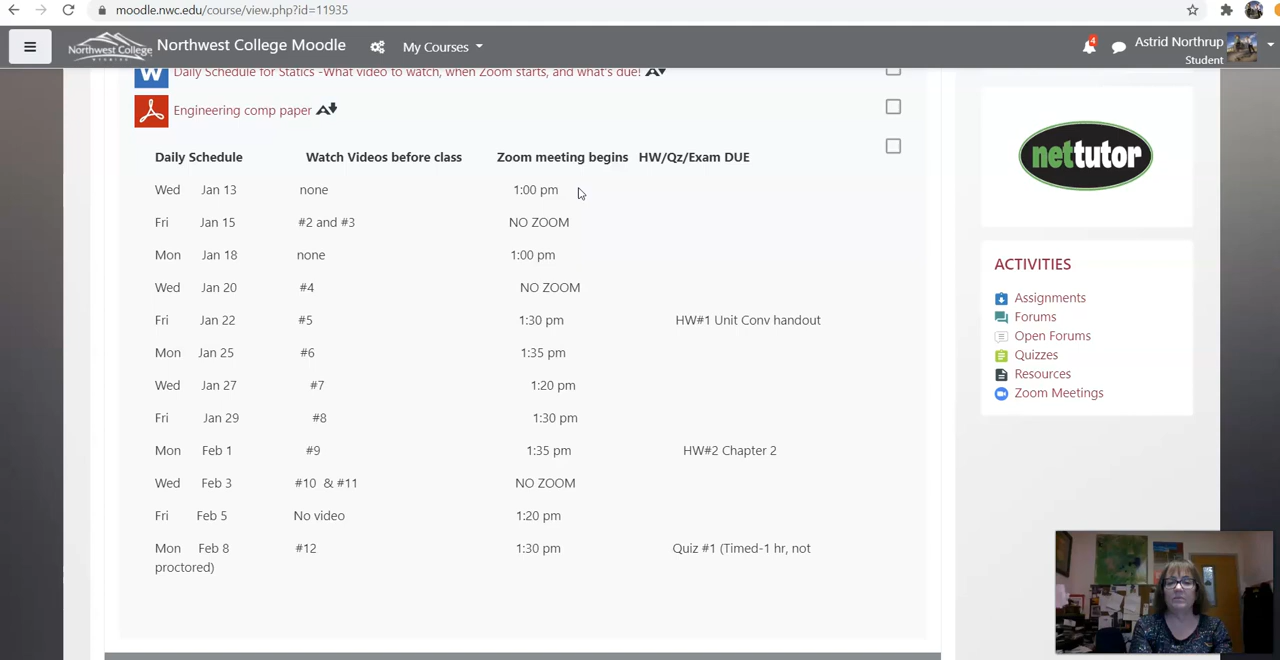 moodle.nwc.edu/course/view.php?id=11935
Northwest College
WYOMING
Northwest College Moodle
My Courses
4
Astrid Northrup
Student
Daily Schedule for Statics -What video to watch, when Zoom starts, and what's due!
Engineering comp paper
Daily Schedule Watch Videos before class Zoom meeting begins HW/Qz/Exam DUE
Wed Jan 13 none 1:00 pm
Fri Jan 15 #2 and #3 NO ZOOM
Mon Jan 18 none 1:00 pm
Wed Jan 20 #4 NO ZOOM
Fri Jan 22 #5 1:30 pm HW#1 Unit Conv handout
Mon Jan 25 #6 1:35 pm
Wed Jan 27 #7 1:20 pm
Fri Jan 29 #8 1:30 pm
Mon Feb 1 #9 1:35 pm HW#2 Chapter 2
Wed Feb 3 #10 & #11 NO ZOOM
Fri Feb 5 No video 1:20 pm
Mon Feb 8 #12 1:30 pm Quiz #1 (Timed-1 hr, not
proctored)
nettutor
ACTIVITIES
Assignments
Forums
Open Forums
Quizzes
Resources
Zoom Meetings